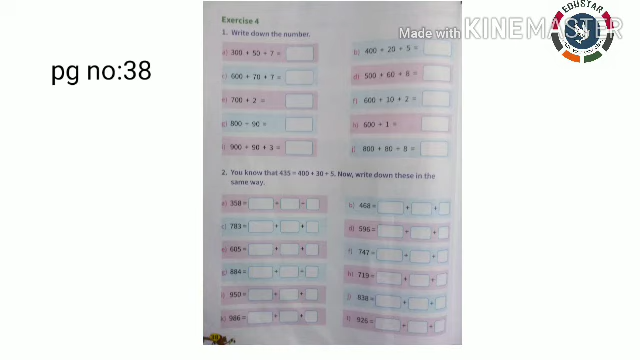 EDUSTAR
Made with KINEMASTER
pg no:38
Exercise 4
1. Write down the number.
a) 300 + 50 + 7 =
b) 400 + 20 + 5 =
c) 600 + 70 + 7 =
d) 500 + 60 + 8 =
e) 700 + 2 =
f) 600 + 10 + 2 =
g) 800 + 90 =
h) 600 + 1 =
i) 900 + 90 + 3 =
j) 800 + 80 + 8 =
2. You know that 435 = 400 + 30 + 5. Now, write down these in the
same way.
a) 358 = + +
b) 468 = + +
c) 783 = + +
d) 596 = + +
e) 605 = + +
f) 747 = + +
g) 884 = + +
h) 719 = + +
i) 950 = + +
j) 838 = + +
k) 986 = + +
l) 926 = + +